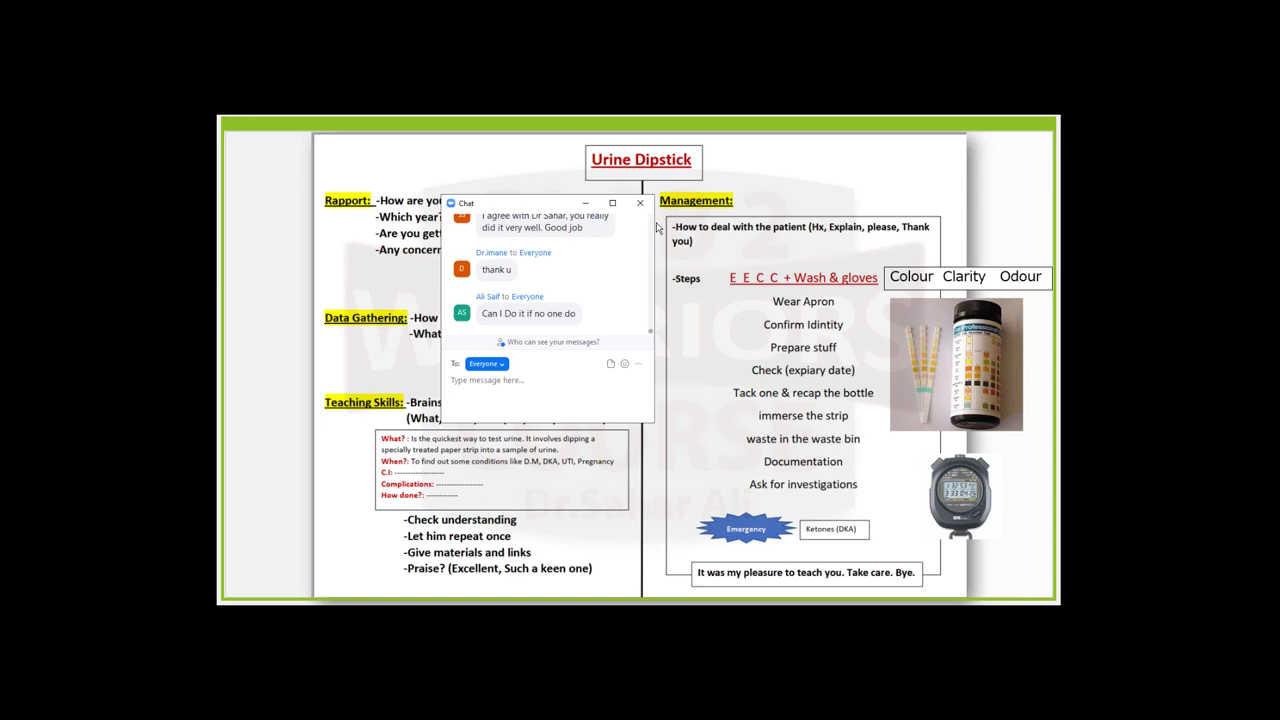 Urine Dipstick
Rapport: -How are you
-Which year?
-Are you gett
-Any concern
Data Gathering: -How
-What
Teaching Skills: -Brains
(What,
What? : Is the quickest way to test urine. It involves dipping a
specially treated paper strip into a sample of urine.
When?: To find out some conditions like D.M, DKA, UTI, Pregnancy
C.I: -------------------
Complications: ------------------
How done?: ------------
-Check understanding
-Let him repeat once
-Give materials and links
-Praise? (Excellent, Such a keen one)
Chat
I agree with Dr Sahar, you really
did it very well. Good job
Dr.imane to Everyone
D
thank u
Ali Saif to Everyone
AS
Can I Do it if no one do
Who can see your messages?
To: Everyone
Type message here...
Management:
-How to deal with the patient (Hx, Explain, please, Thank
you)
-Steps E E C C + Wash & gloves
Colour Clarity Odour
Wear Apron
Confirm Idintity
Prepare stuff
Check (expiary date)
Tack one & recap the bottle
immerse the strip
waste in the waste bin
Documentation
Ask for investigations
Emergency
Ketones (DKA)
It was my pleasure to teach you. Take care. Bye.
Dr.Sahar Ali